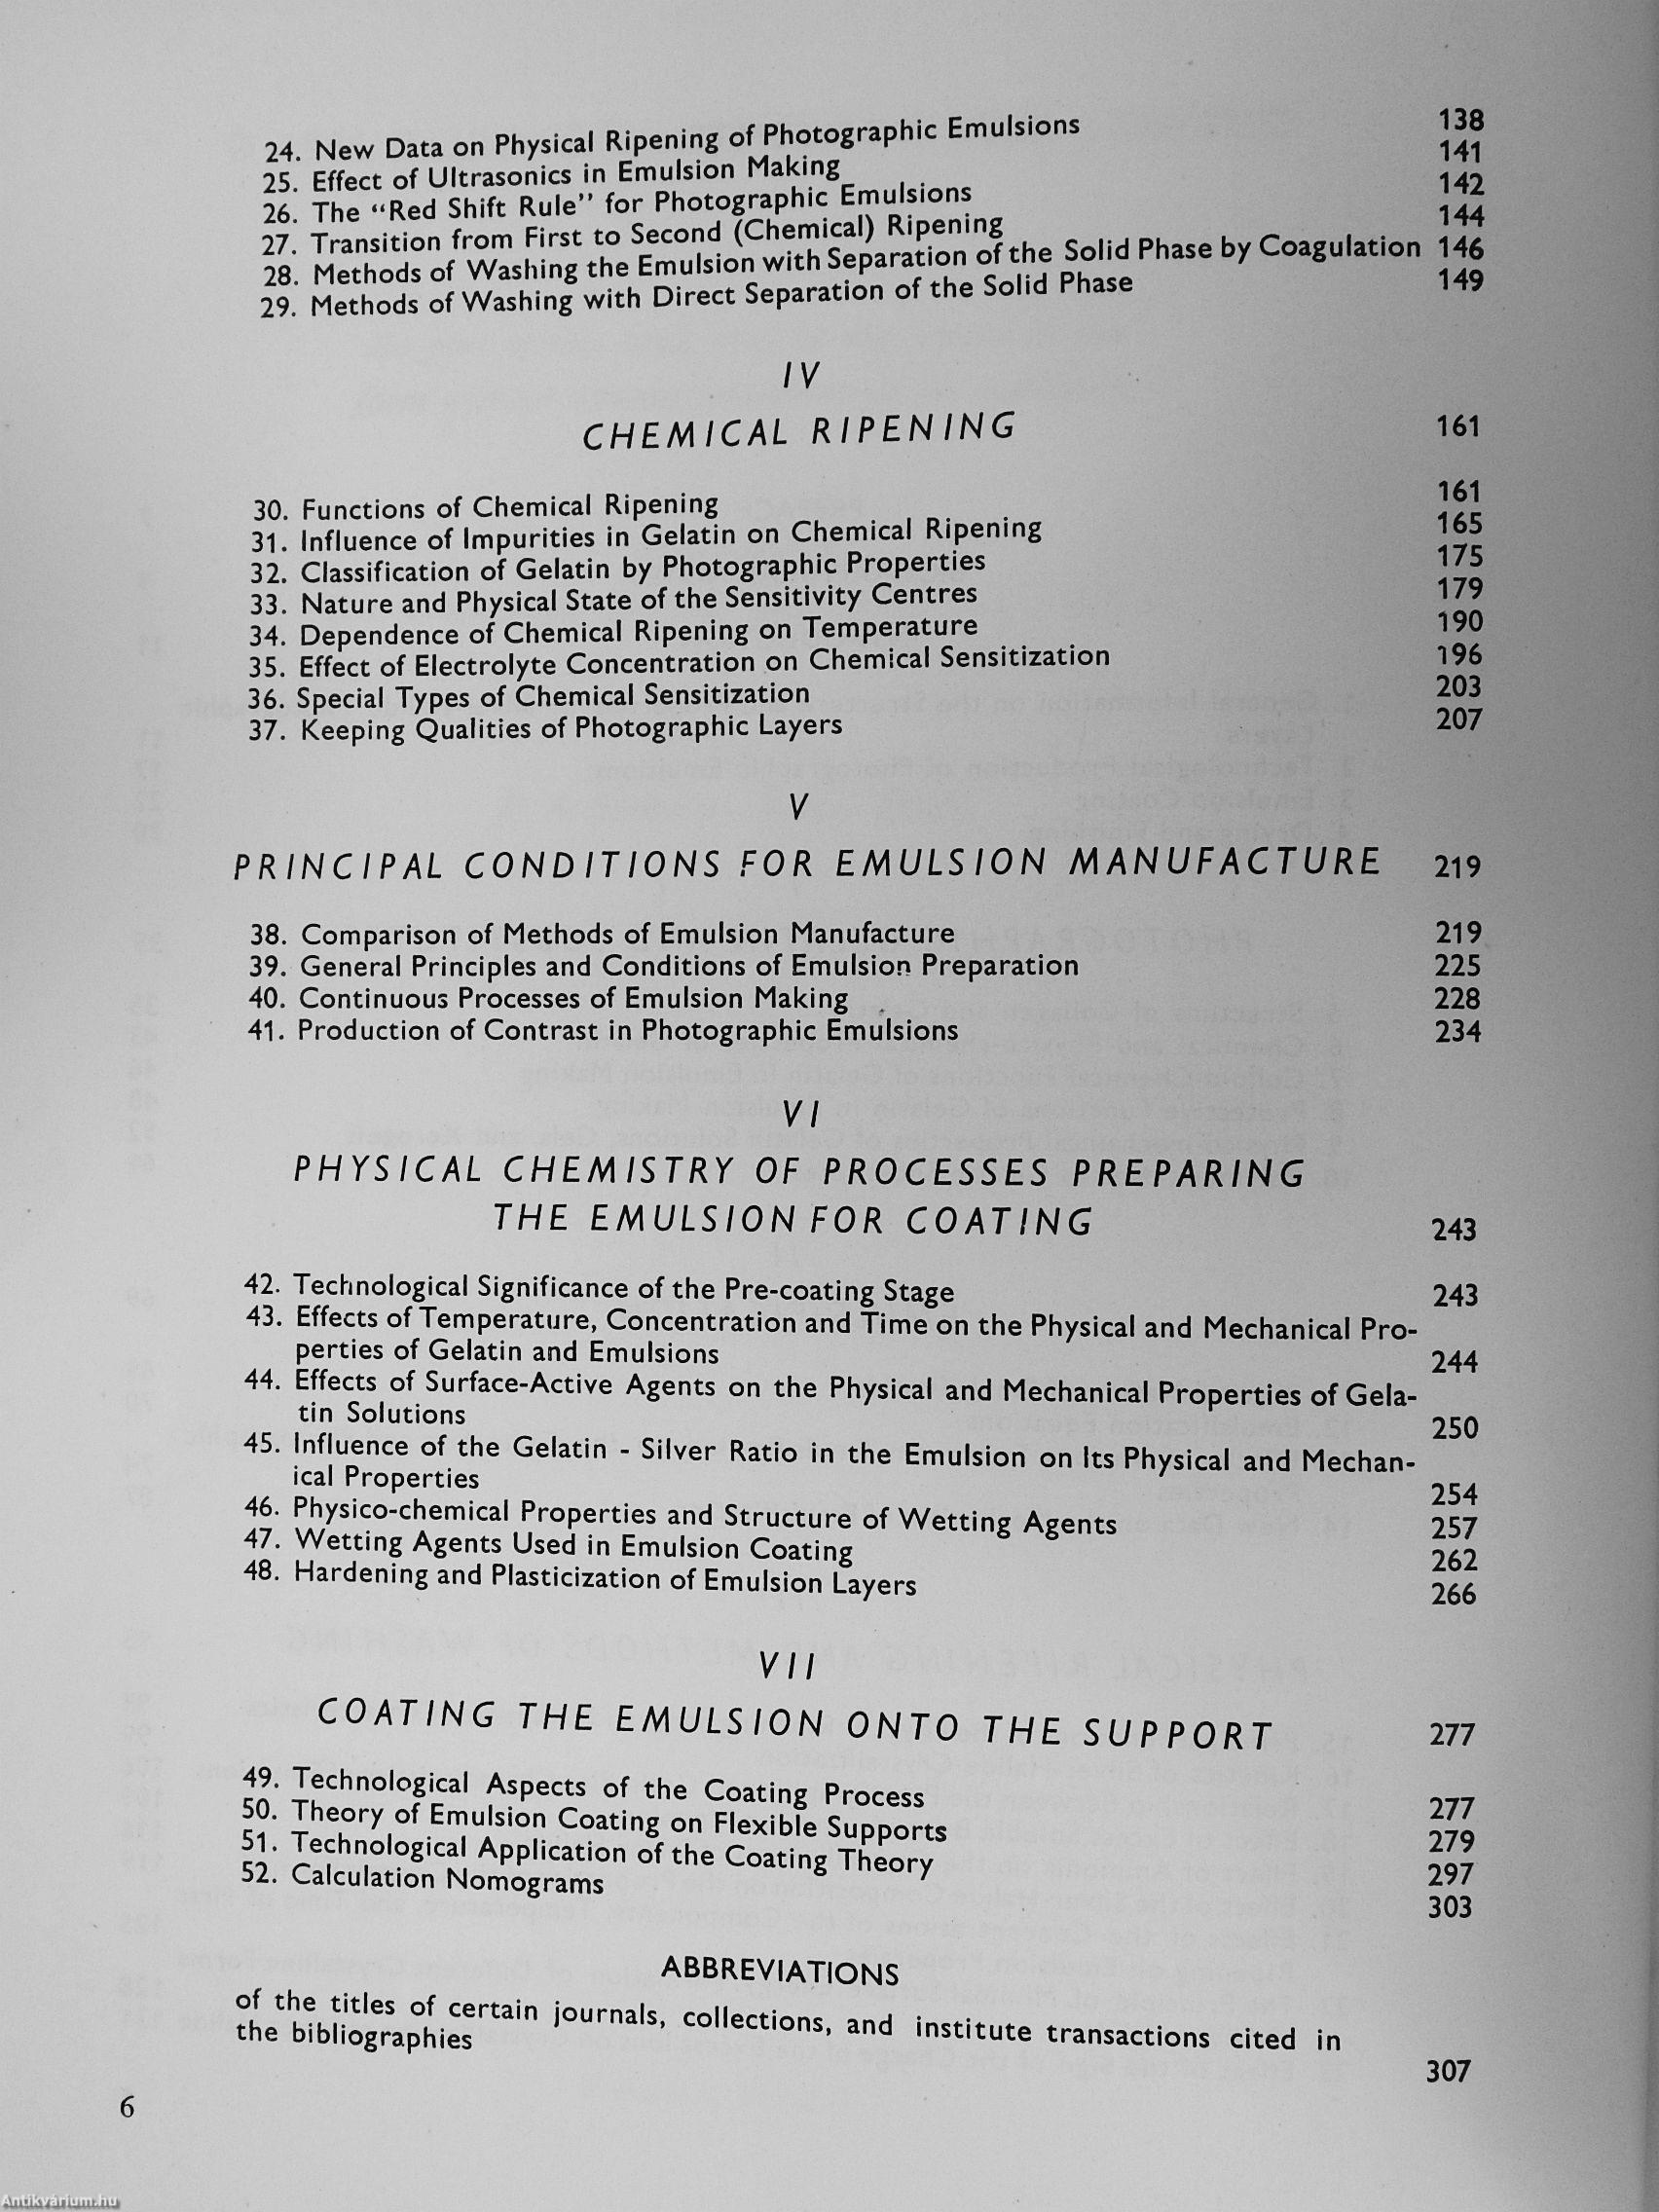 24. New Data on Physical Ripening of Photographic Emulsions 138
25. Effect of Ultrasonics in Emulsion Making 141
26. The “Red Shift Rule” for Photographic Emulsions 142
27. Transition from First to Second (Chemical) Ripening 144
28. Methods of Washing the Emulsion with Separation of the Solid Phase by Coagulation 146
29. Methods of Washing with Direct Separation of the Solid Phase 149
IV
CHEMICAL RIPENING 161
30. Functions of Chemical Ripening 161
31. Influence of Impurities in Gelatin on Chemical Ripening 165
32. Classification of Gelatin by Photographic Properties 175
33. Nature and Physical State of the Sensitivity Centres 179
34. Dependence of Chemical Ripening on Temperature 190
35. Effect of Electrolyte Concentration on Chemical Sensitization 196
36. Special Types of Chemical Sensitization 203
37. Keeping Qualities of Photographic Layers 207
V
PRINCIPAL CONDITIONS FOR EMULSION MANUFACTURE 219
38. Comparison of Methods of Emulsion Manufacture 219
39. General Principles and Conditions of Emulsion Preparation 225
40. Continuous Processes of Emulsion Making 228
41. Production of Contrast in Photographic Emulsions 234
VI
PHYSICAL CHEMISTRY OF PROCESSES PREPARING
THE EMULSION FOR COATING 243
42. Technological Significance of the Pre-coating Stage 243
43. Effects of Temperature, Concentration and Time on the Physical and Mechanical Pro-
perties of Gelatin and Emulsions 244
44. Effects of Surface-Active Agents on the Physical and Mechanical Properties of Gela-
tin Solutions 250
45. Influence of the Gelatin - Silver Ratio in the Emulsion on Its Physical and Mechan-
ical Properties 254
46. Physico-chemical Properties and Structure of Wetting Agents 257
47. Wetting Agents Used in Emulsion Coating 262
48. Hardening and Plasticization of Emulsion Layers 266
VII
COATING THE EMULSION ONTO THE SUPPORT 277
49. Technological Aspects of the Coating Process 277
50. Theory of Emulsion Coating on Flexible Supports 279
51. Technological Application of the Coating Theory 297
52. Calculation Nomograms 303
ABBREVIATIONS
of the titles of certain journals, collections, and institute transactions cited in
the bibliographies 307
6
Antikvárium.hu